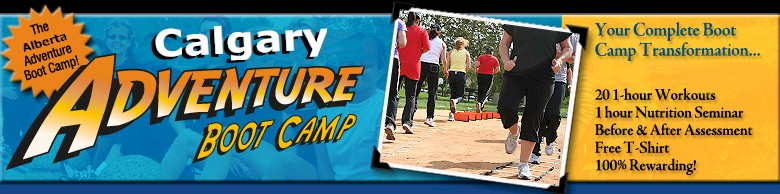 The
Alberta
Adventure
Boot Camp!
Calgary
ADVENTURE
BOOT CAMP
Your Complete Boot
Camp Transformation...
20 1-hour Workouts
1 hour Nutrition Seminar
Before & After Assessment
Free T-Shirt
100% Rewarding!